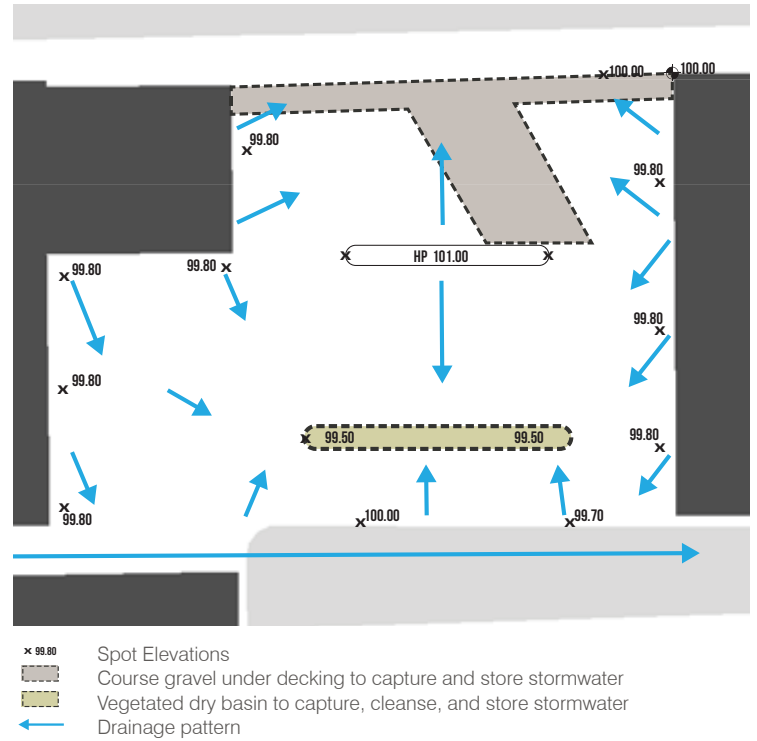 100.00 100.00
99.80
99.80
99.80 99.80
HP 101.00
99.80
99.80
99.80
99.50 99.50
99.80
100.00 99.70
x 99.80 Spot Elevations
Course gravel under decking to capture and store stormwater
Vegetated dry basin to capture, cleanse, and store stormwater
Drainage pattern